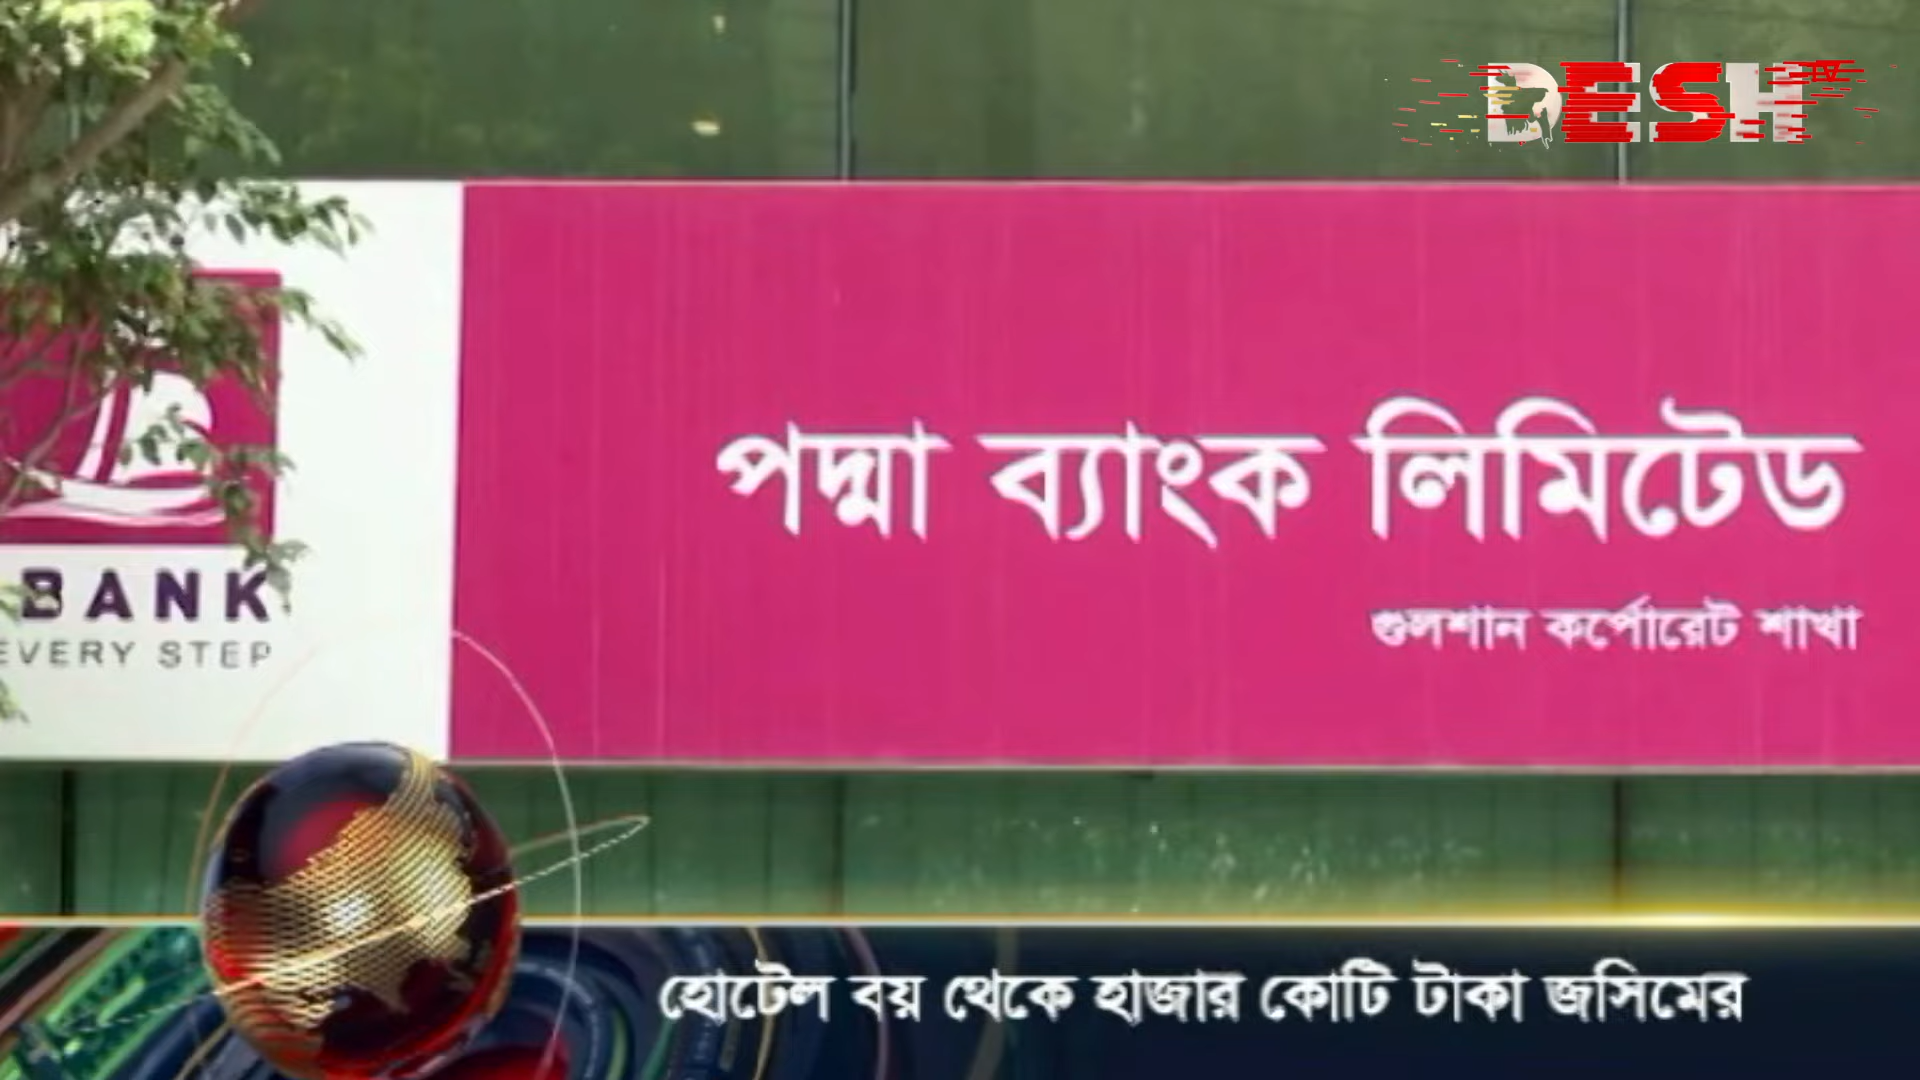 DESH
পদ্মা ব্যাংক লিমিটেড
গুলশান কর্পোরেট শাখা
BANK
EVERY STEP
হোটেল বয় থেকে হাজার কোটি টাকা জসিমের